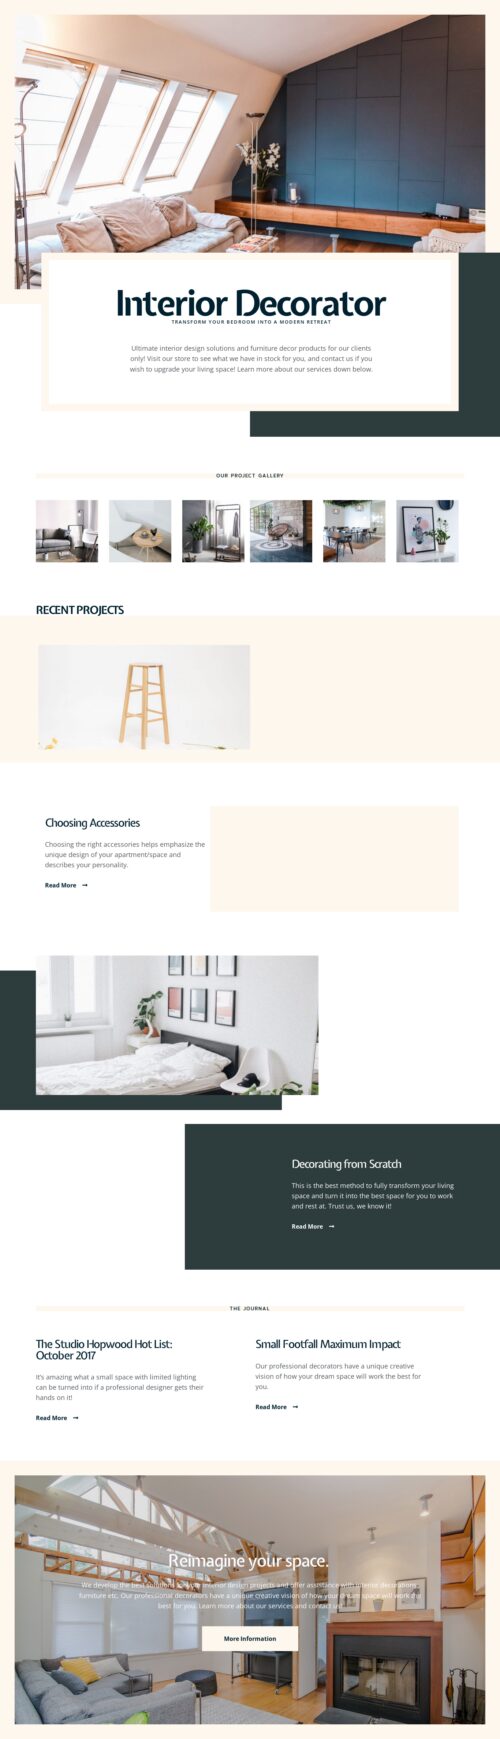 Interior Decorator
TRANSFORM YOUR BEDROOM INTO A MODERN RETREAT
Ultimate interior design solutions and furniture decor products for our clients
only! Visit our store to see what we have in stock for you, and contact us if you
wish to upgrade your living space! Learn more about our services down below.
OUR PROJECT GALLERY
RECENT PROJECTS
Choosing Accessories
Choosing the right accessories helps emphasize the
unique design of your apartment/space and
describes your personality.
Read More
Decorating from Scratch
This is the best method to fully transform your living
space and turn it into the best space for you to work
and rest at. Trust us, we know it!
Read More
THE JOURNAL
The Studio Hopwood Hot List:
October 2017
It's amazing what a small space with limited lighting
can be turned into if a professional designer gets their
hands on it!
Read More
Small Footfall Maximum Impact
Our professional decorators have a unique creative
vision of how your dream space will work the best for
you.
Read More
Reimagine your space.
We develop the best solutions for your interior design projects and offer assistance with interior decorations,
furniture etc. Our professional decorators have a unique creative vision of how your dream space will work the
best for you. Learn more about our services and contact us!
More Information